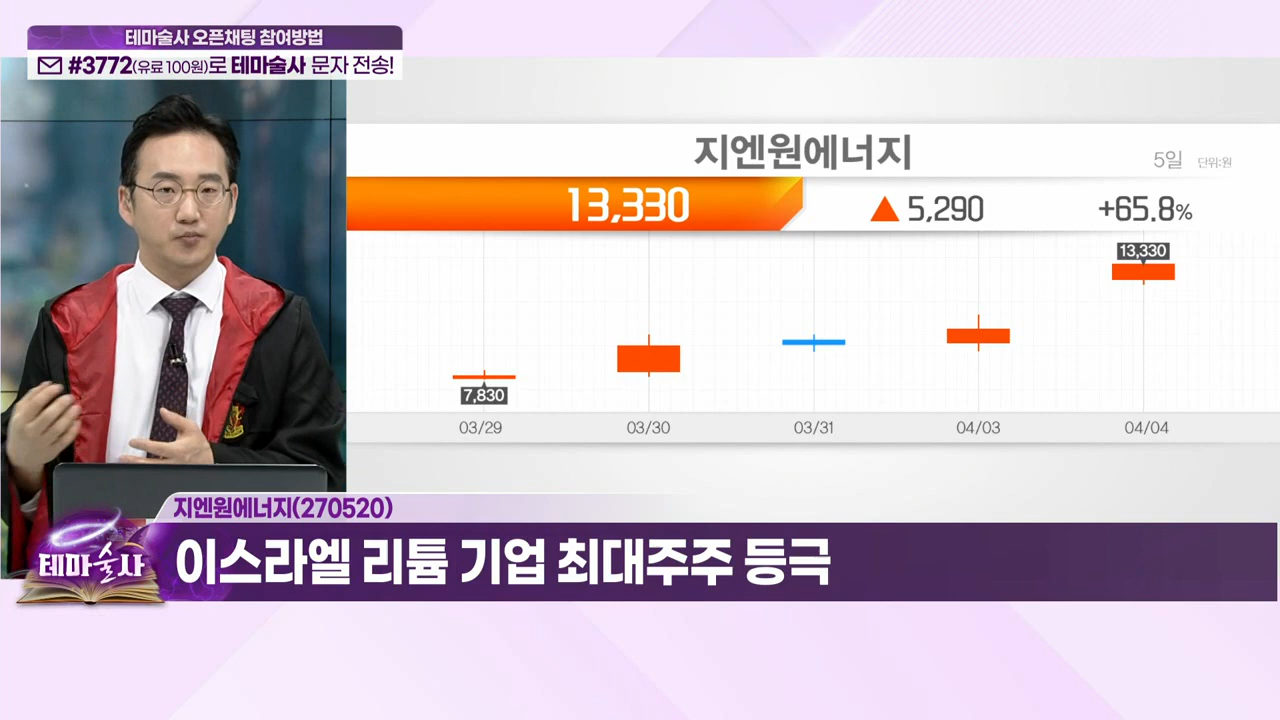 테마술사 오픈채팅 참여방법
#3772(유료 100원)로 테마술사 문자 전송!
지엔원에너지
5일 단위:원
13,330 ▲ 5,290 +65.8%
13,330
7,830
03/29 03/30 03/31 04/03 04/04
지엔원에너지(270520)
테마술사
이스라엘 리튬 기업 최대주주 등극